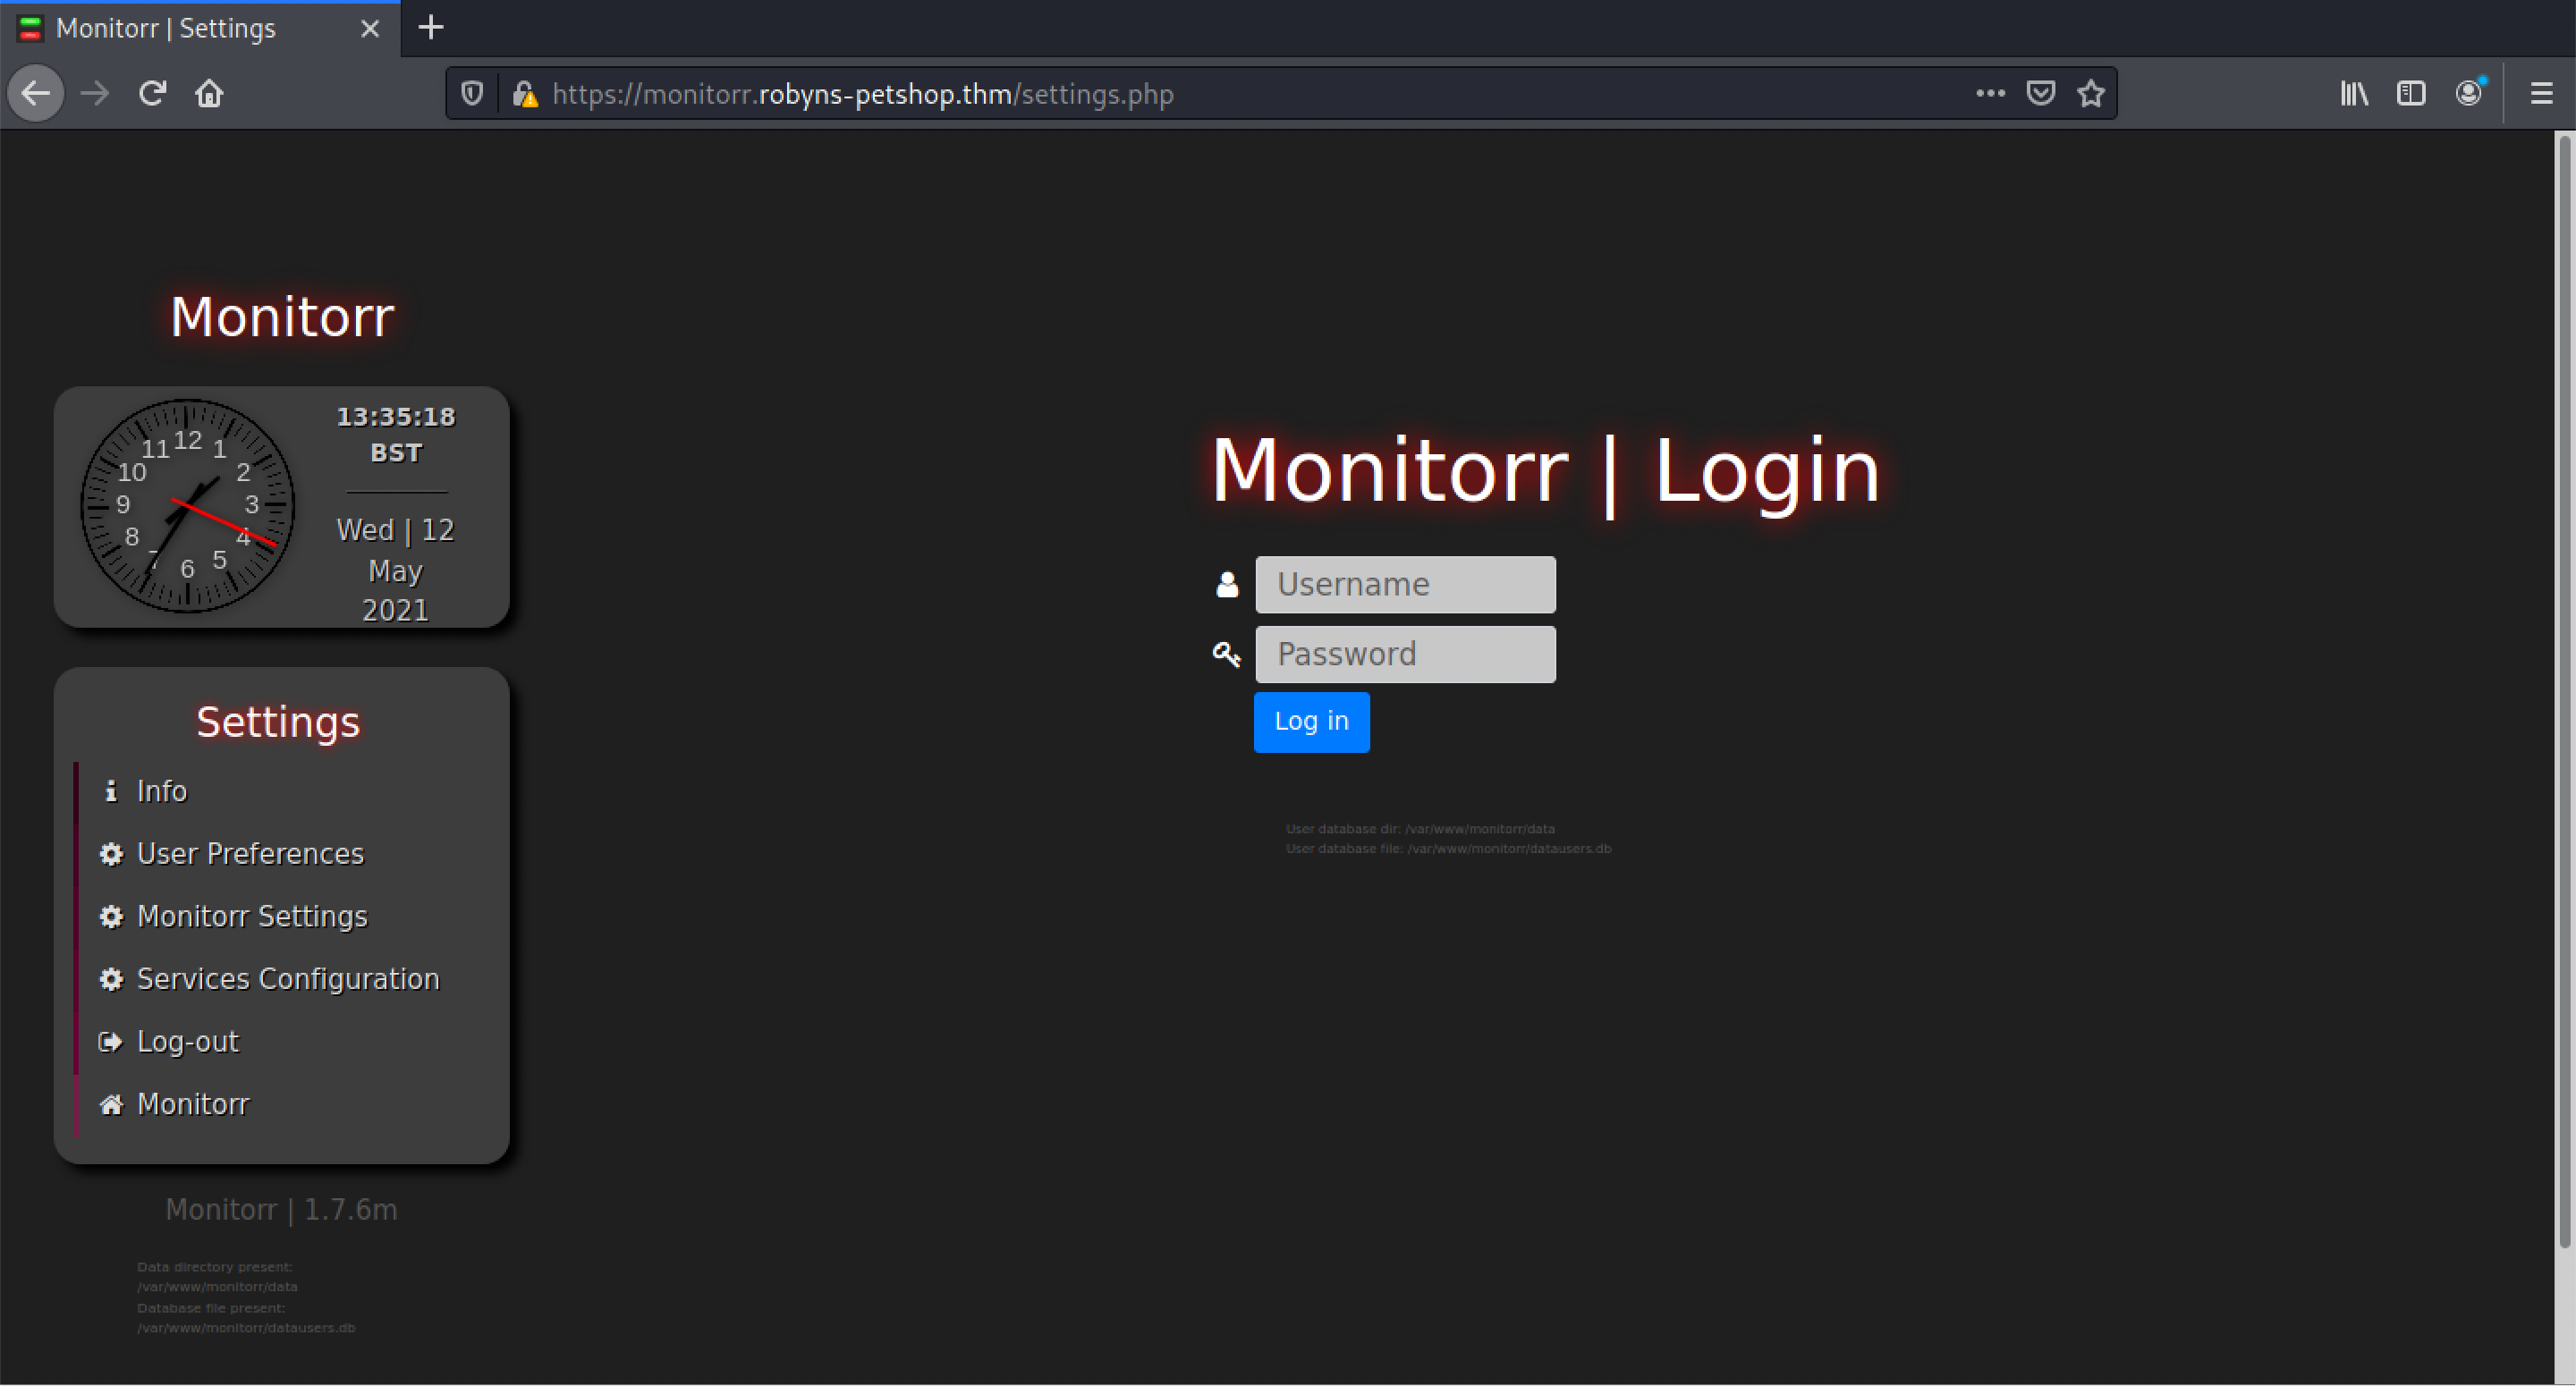 Monitorr | Settings
https://monitorr.robyns-petshop.thm/settings.php
Monitorr
12
1
2
3
4
5
6
7
8
9
10
11
13:35:18
BST
Wed | 12
May
2021
Settings
Info
User Preferences
Monitorr Settings
Services Configuration
Log-out
Monitorr
Monitorr | 1.7.6m
Data directory present:
/var/www/monitorr/data
Database file present:
/var/www/monitorr/datausers.db
Monitorr | Login
Username
Password
Log in
User database dir: /var/www/monitorr/data
User database file: /var/www/monitorr/datausers.db